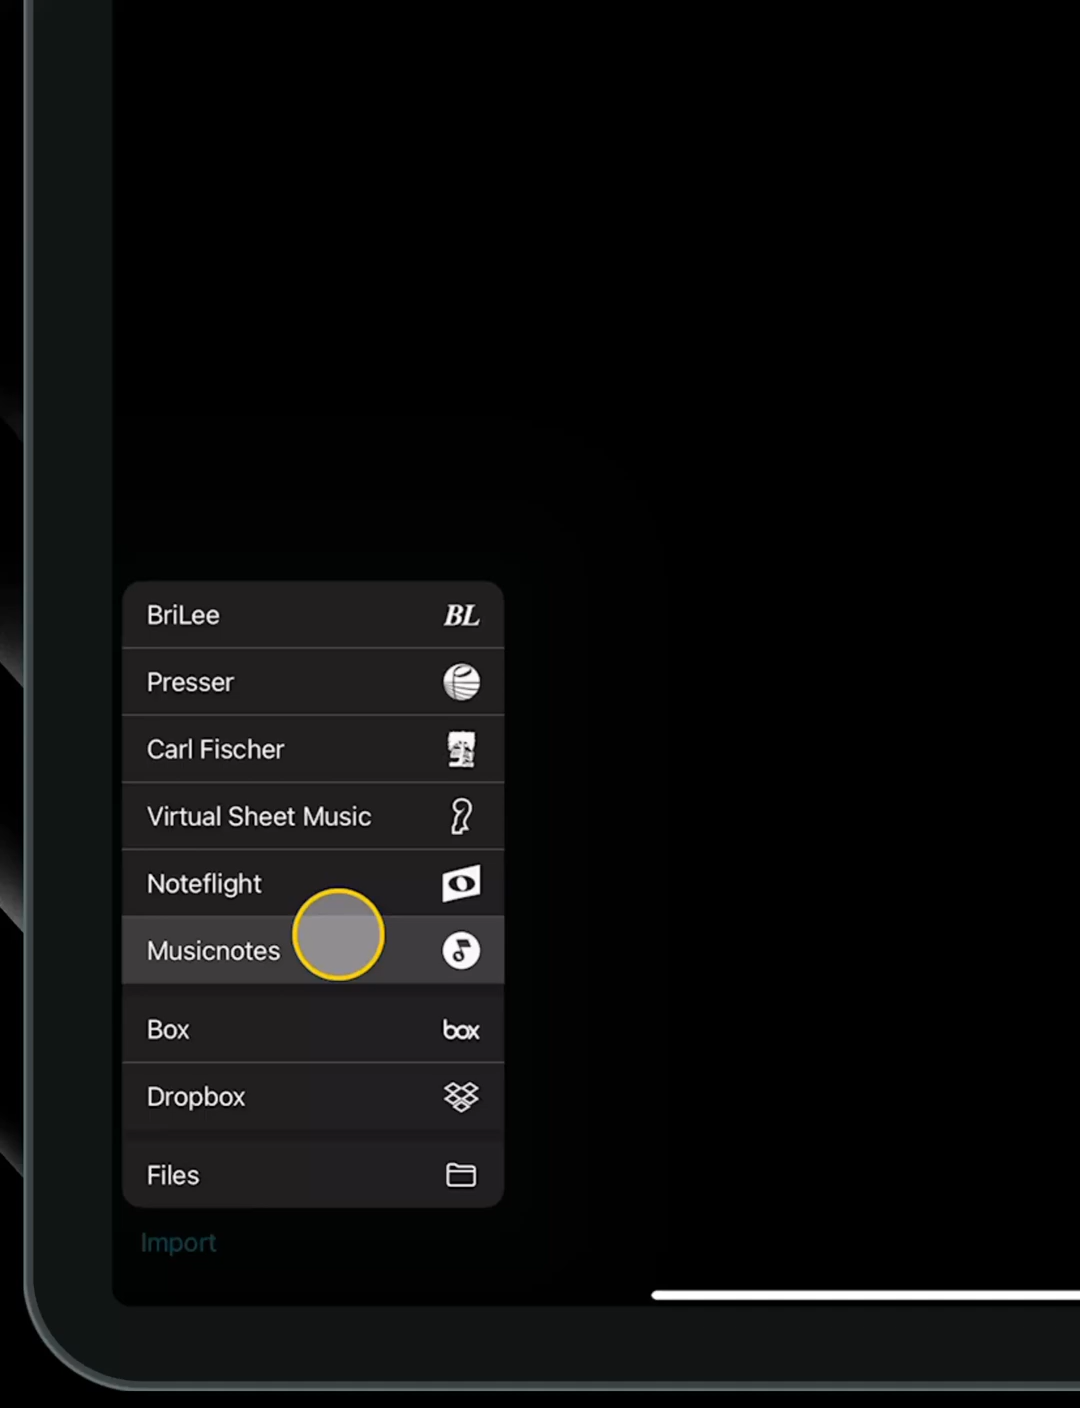 BriLee BL
Presser
Carl Fischer
Virtual Sheet Music
Noteflight
Musicnotes
Box box
Dropbox
Files
Import